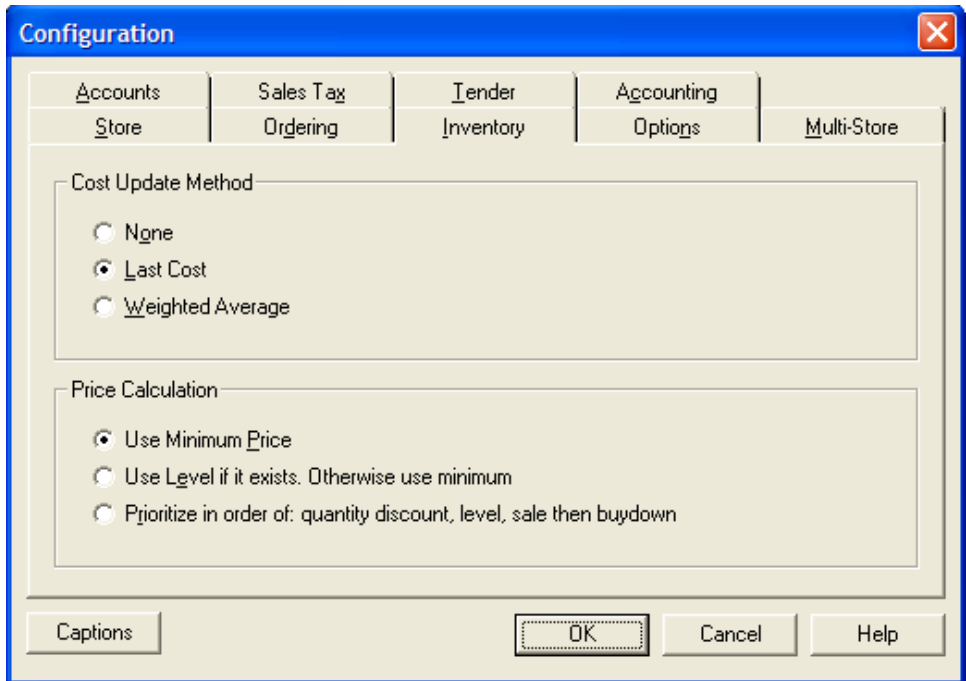 Configuration
Accounts Sales Tax Tender Accounting
Store Ordering Inventory Options Multi-Store
Cost Update Method
None
Last Cost
Weighted Average
Price Calculation
Use Minimum Price
Use Level if it exists. Otherwise use minimum
Prioritize in order of: quantity discount, level, sale then buydown
Captions OK Cancel Help